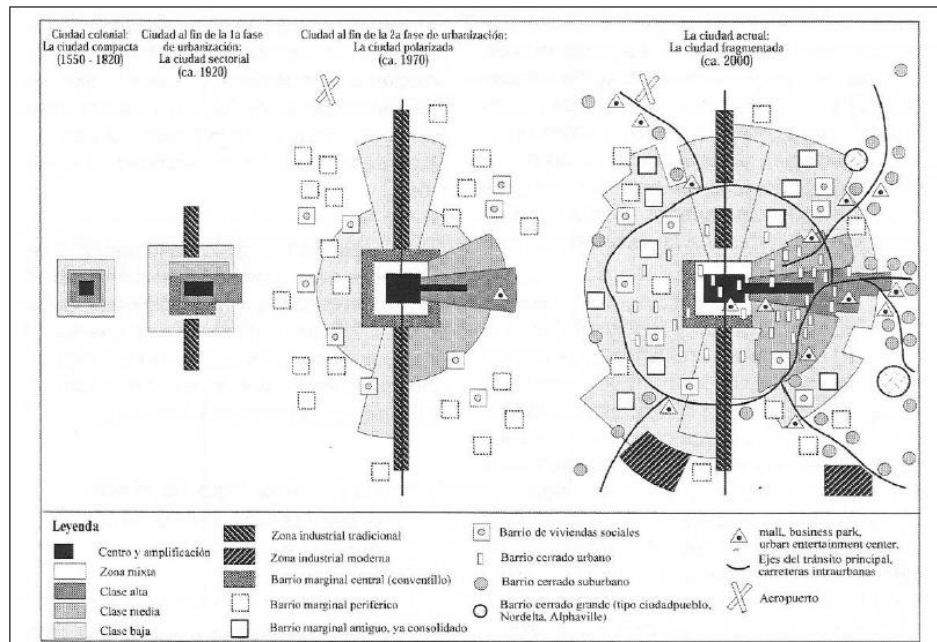 Ciudad colonial:
La ciudad compacta
(1550 - 1820)
Ciudad al fin de la 1a fase
de urbanización:
La ciudad sectorial
(ca. 1920)
Ciudad al fin de la 2a fase de urbanización:
La ciudad polarizada
(ca. 1970)
La ciudad actual:
La ciudad fragmentada
(ca. 2000)
Leyenda
Centro y amplificación
Zona mixta
Clase alta
Clase media
Clase baja
Zona industrial tradicional
Zona industrial moderna
Barrio marginal central (conventillo)
Barrio marginal periferico
Barrio marginal antiguo, ya consolidado
Barrio de viviendas sociales
Barrio cerrado urbano
Barrio cerrado suburbano
Barrio cerrado grande (tipo ciudadpueblo,
Nordelta, Alphaville)
mall, business park,
urban entertainment center,
Ejes del tránsito principal,
carreteras intraurbanas
Aeropuerto